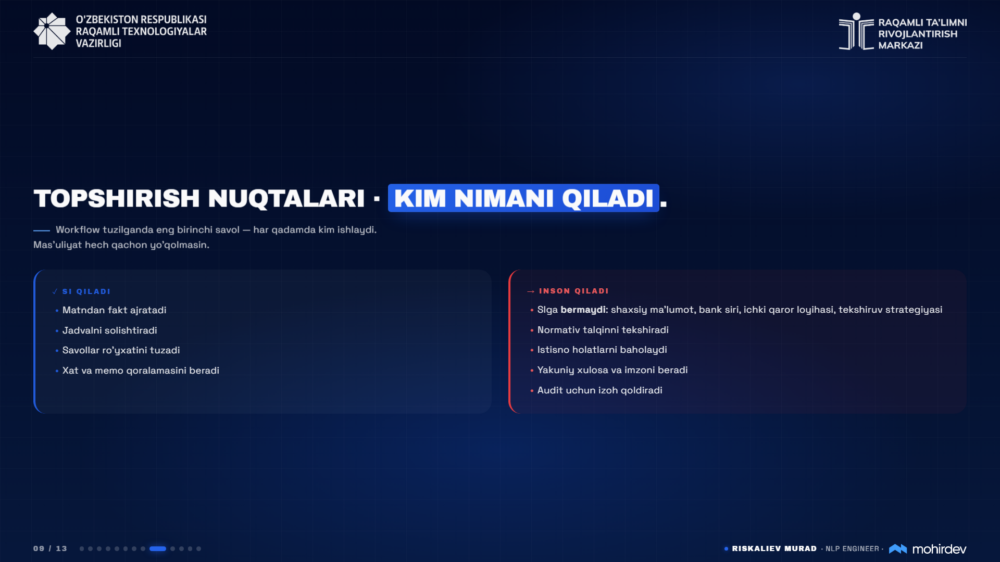 O'ZBEKISTON RESPUBLIKASI
RAQAMLI TEXNOLOGIYALAR
VAZIRLIGI
RAQAMLI TA’LIMNI
RIVOJLANTIRISH
MARKAZI
TOPSHIRISH NUQTALARI · KIM NIMANI QILADI.
Workflow tuzilganda eng birinchi savol — har qadamda kim ishlaydi.
Mas’uliyat hech qachon yo’qolmasin.
✓ SI QILADI
• Matndan fakt ajratadi
• Jadvalni solishtiradi
• Savollar ro’yxatini tuzadi
• Xat va memo qoralamasini beradi
→ INSON QILADI
• SIga bermaydi: shaxsiy ma’lumot, bank siri, ichki qaror loyihasi, tekshiruv strategiyasi
• Normativ talqinni tekshiradi
• Istisno holatlarni baholaydi
• Yakuniy xulosa va imzoni beradi
• Audit uchun izoh qoldiradi
09 / 13
• RISKALIEV MURAD · NLP ENGINEER · mohirdev